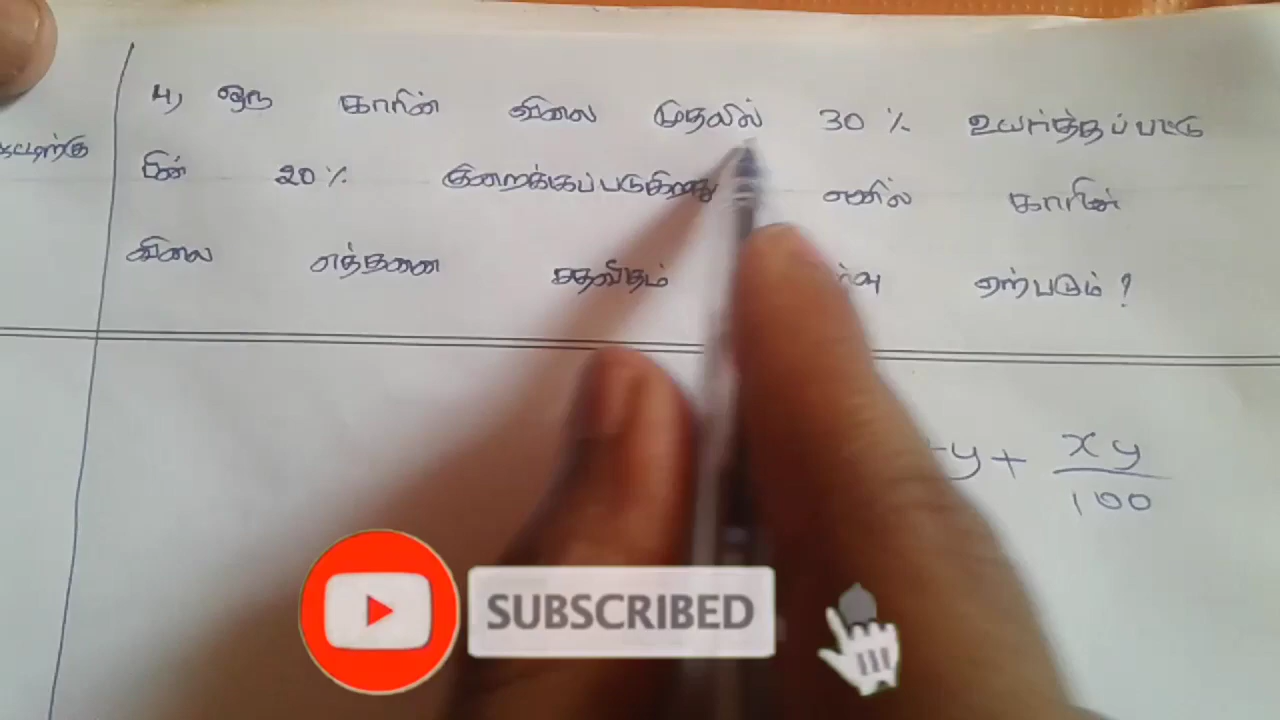 4, ஒரு காரின் விலை முதலில் 30 % உயர்த்தப்பட்டு
பின் 20 % குறைக்கப்படுகிறது எனில் காரின்
விலை எத்தனை சதவீதம் ஏற்படும் ?
y + xy
100
SUBSCRIBED